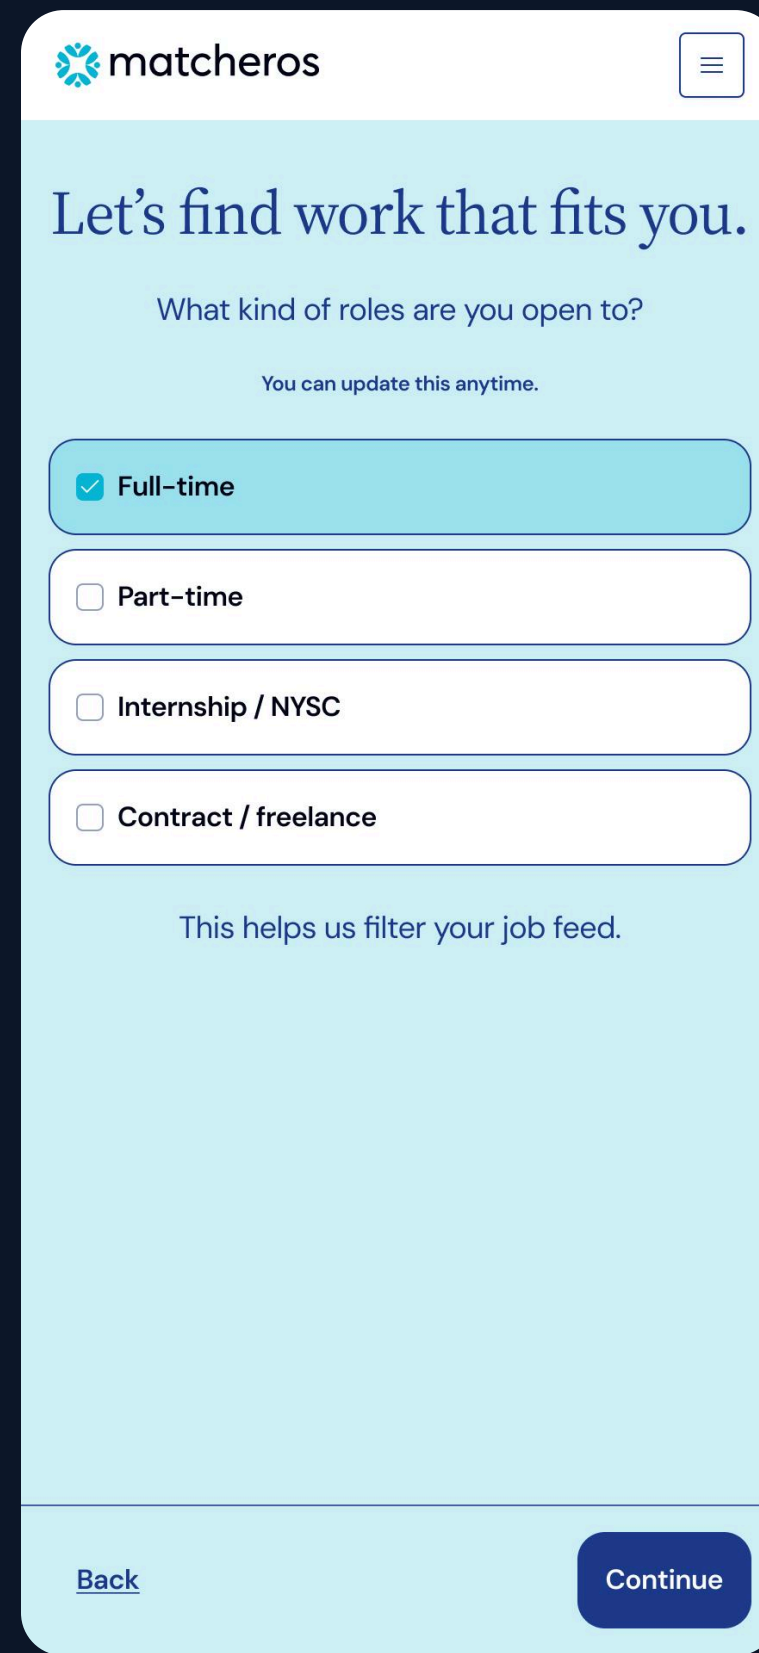 matcheros
Let’s find work that fits you.
What kind of roles are you open to?
You can update this anytime.
Full-time
Part-time
Internship / NYSC
Contract / freelance
This helps us filter your job feed.
Back
Continue